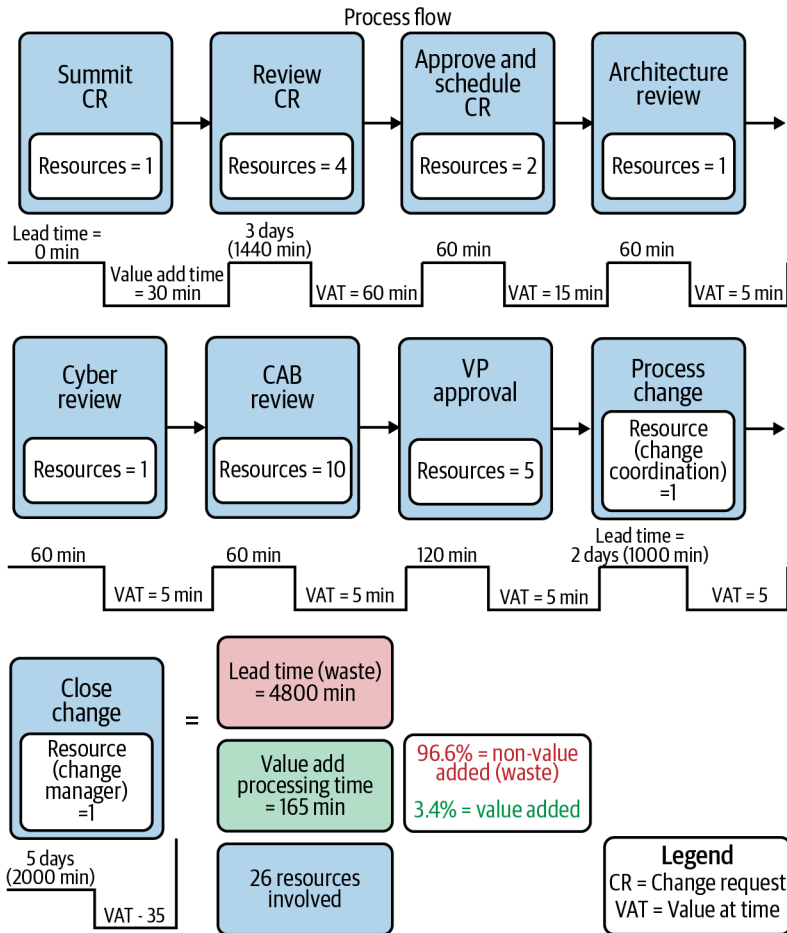 Process flow
Summit
CR
Resources = 1
Review
CR
Resources = 4
Approve and
schedule
CR
Resources = 2
Architecture
review
Resources = 1
Lead time =
0 min
Value add time
= 30 min
3 days
(1440 min)
VAT = 60 min
60 min
VAT = 15 min
60 min
VAT = 5 min
Cyber
review
Resources = 1
CAB
review
Resources = 10
VP
approval
Resources = 5
Process
change
Resource
(change
coordination)
=1
60 min
VAT = 5 min
60 min
VAT = 5 min
120 min
VAT = 5 min
Lead time =
2 days (1000 min)
VAT = 5
Close
change
Resource
(change
manager)
=1
5 days
(2000 min)
VAT - 35
=
Lead time (waste)
= 4800 min
Value add
processing time
= 165 min
96.6% = non-value
added (waste)
3.4% = value added
26 resources
involved
Legend
CR = Change request
VAT = Value at time